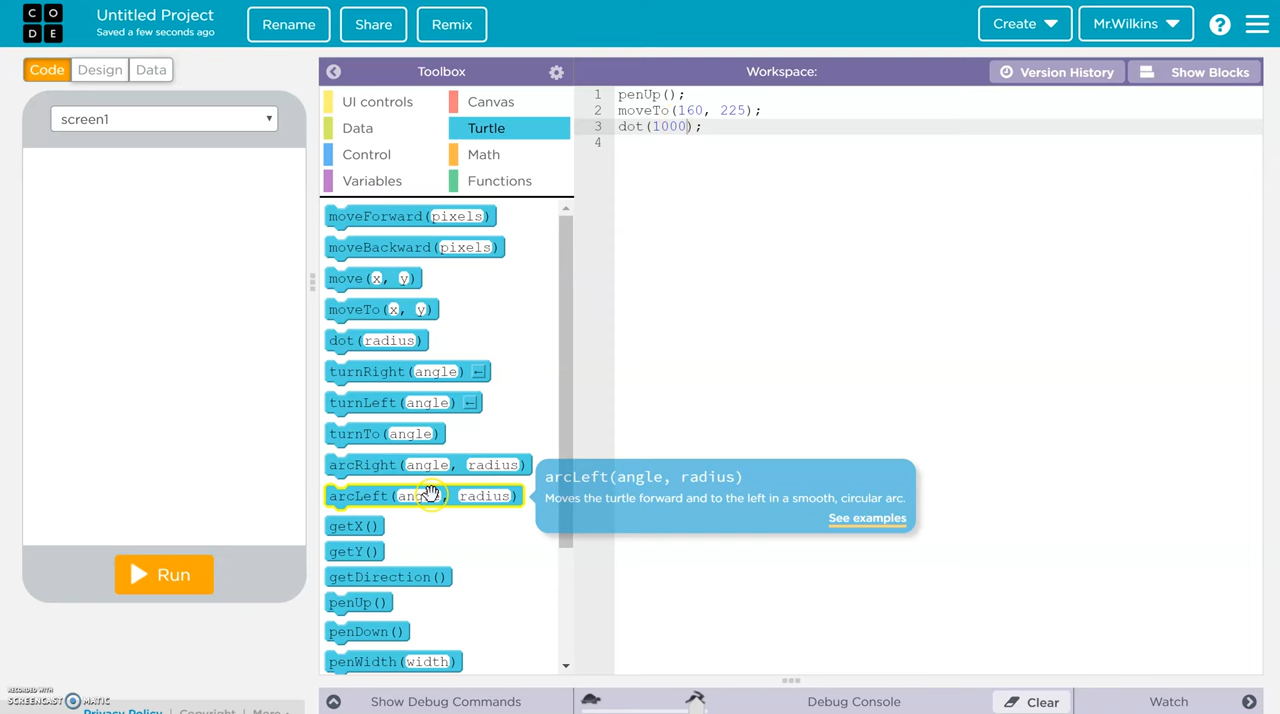 CO
DE
Untitled Project
Saved a few seconds ago
Rename
Share
Remix
Create
Mr.Wilkins
?
Code
Design
Data
Toolbox
Workspace:
Version History
Show Blocks
screen1
UI controls
Canvas
Data
Turtle
Control
Math
Variables
Functions
1 penUp();
2 moveTo(160, 225);
3 dot(1000);
4
moveForward(pixels)
moveBackward(pixels)
move(x, y)
moveTo(x, y)
dot(radius)
turnRight(angle)
turnLeft(angle)
turnTo(angle)
arcRight(angle, radius)
arcLeft(angle, radius)
arcLeft(angle, radius)
Moves the turtle forward and to the left in a smooth, circular arc.
See examples
getX()
getY()
getDirection()
penUp()
penDown()
penWidth(width)
Run
RECORDED WITH
SCREENCAST MATIC
Privacy Policy | Copyright | More
Show Debug Commands
Debug Console
Clear
Watch